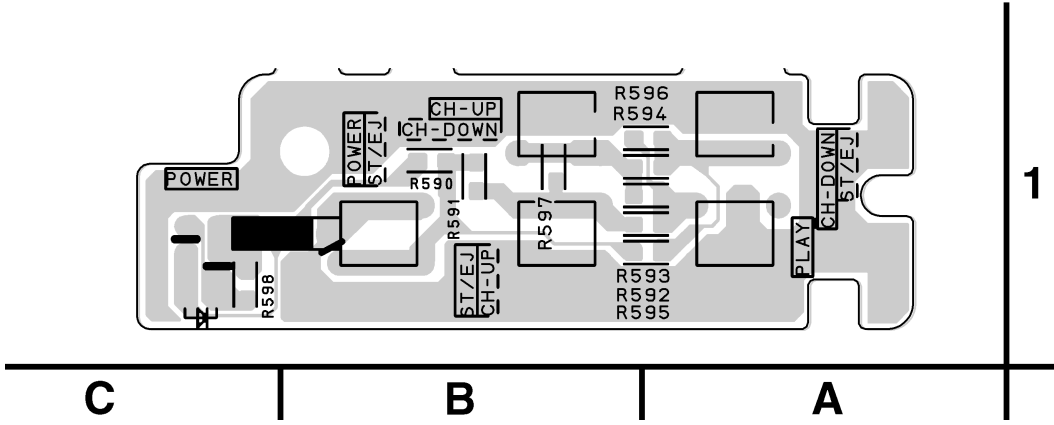 R596
CH-UP
R594
CH-DOWN
POWER
ST/EJ
CH-DOWN
ST/EJ
POWER
R590
1
R591
R597
PLAY
ST/EJ
CH-UP
R598
R593
R592
R595
C
B
A